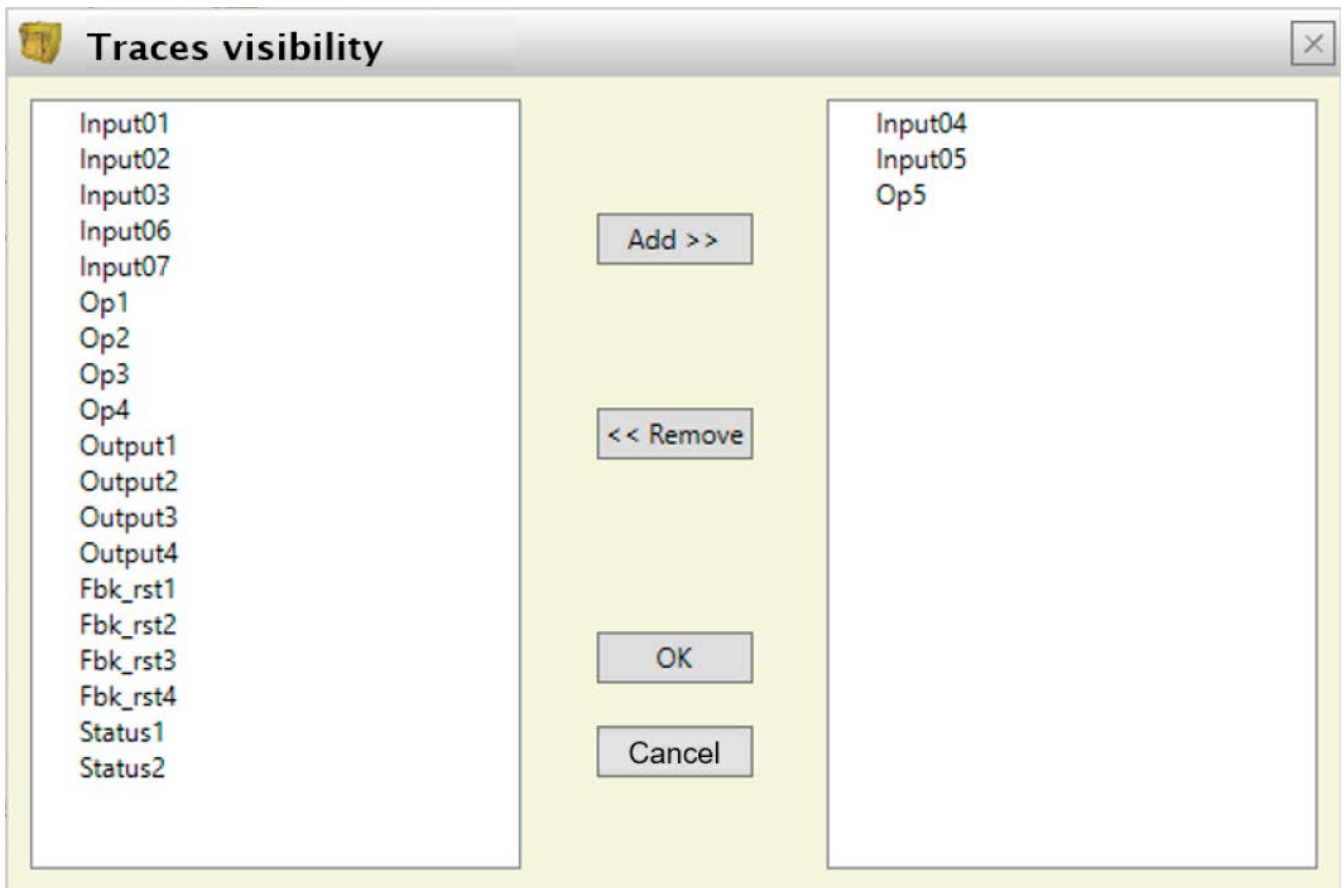 Traces visibility
Input01
Input02
Input03
Input06
Input07
Op1
Op2
Op3
Op4
Output1
Output2
Output3
Output4
Fbk_rst1
Fbk_rst2
Fbk_rst3
Fbk_rst4
Status1
Status2
Add >>
<< Remove
OK
Cancel
Input04
Input05
Op5